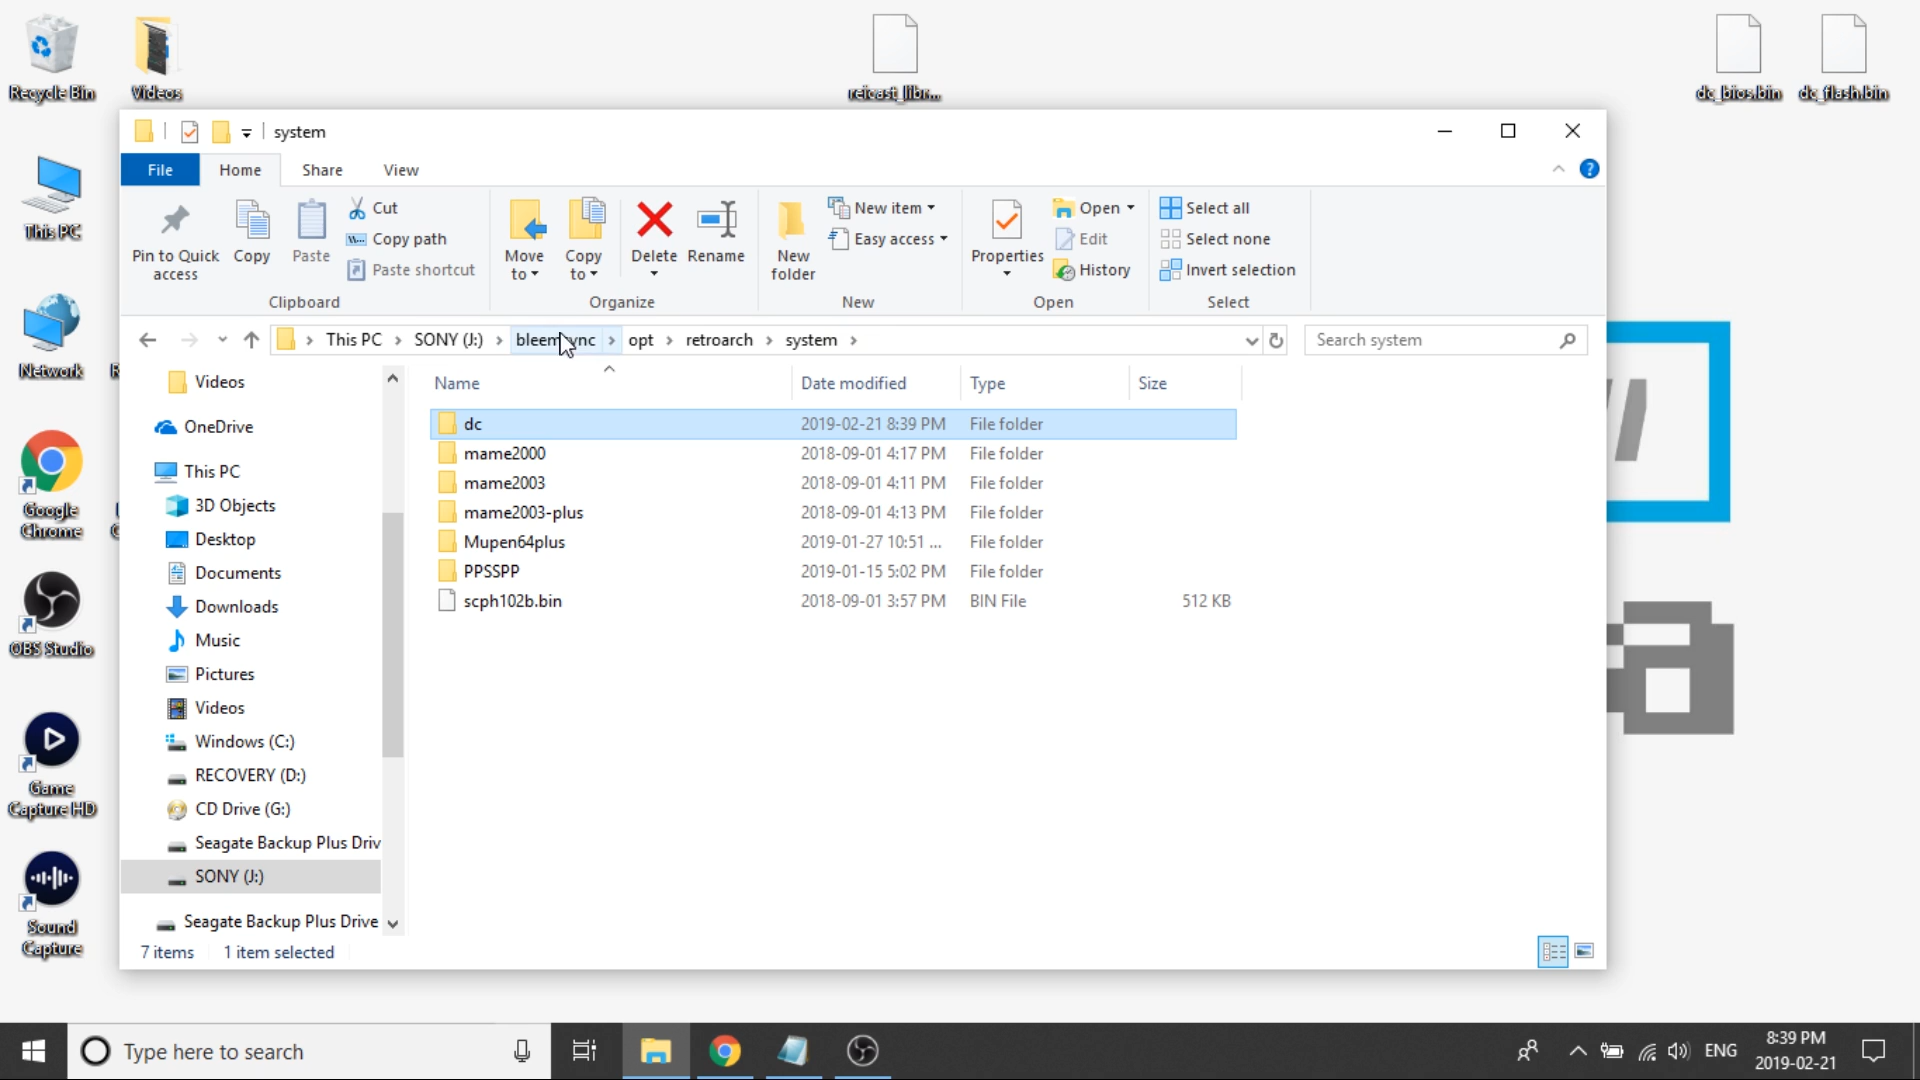 Recycle Bin
Videos
reicast_libr...
dc_bios.bin
dc_flash.bin
This PC
Network
Google
Chrome
OBS Studio
Game
Capture HD
Sound
Capture
system
File
Home
Share
View
Pin to Quick
access
Copy
Paste
Cut
Copy path
Paste shortcut
Clipboard
Move
to
Copy
to
Delete
Rename
Organize
New
folder
New item
Easy access
New
Properties
Open
Edit
History
Open
Select all
Select none
Invert selection
Select
This PC
SONY (J:)
bleemsync
opt
retroarch
system
Search system
Videos
OneDrive
This PC
3D Objects
Desktop
Documents
Downloads
Music
Pictures
Videos
Windows (C:)
RECOVERY (D:)
CD Drive (G:)
Seagate Backup Plus Driv
SONY (J:)
Seagate Backup Plus Drive
Name Date modified Type Size
dc 2019-02-21 8:39 PM File folder
mame2000 2018-09-01 4:17 PM File folder
mame2003 2018-09-01 4:11 PM File folder
mame2003-plus 2018-09-01 4:13 PM File folder
Mupen64plus 2019-01-27 10:51 ... File folder
PPSSPP 2019-01-15 5:02 PM File folder
scph102b.bin 2018-09-01 3:57 PM BIN File 512 KB
7 items 1 item selected
a
Type here to search
ENG
8:39 PM
2019-02-21